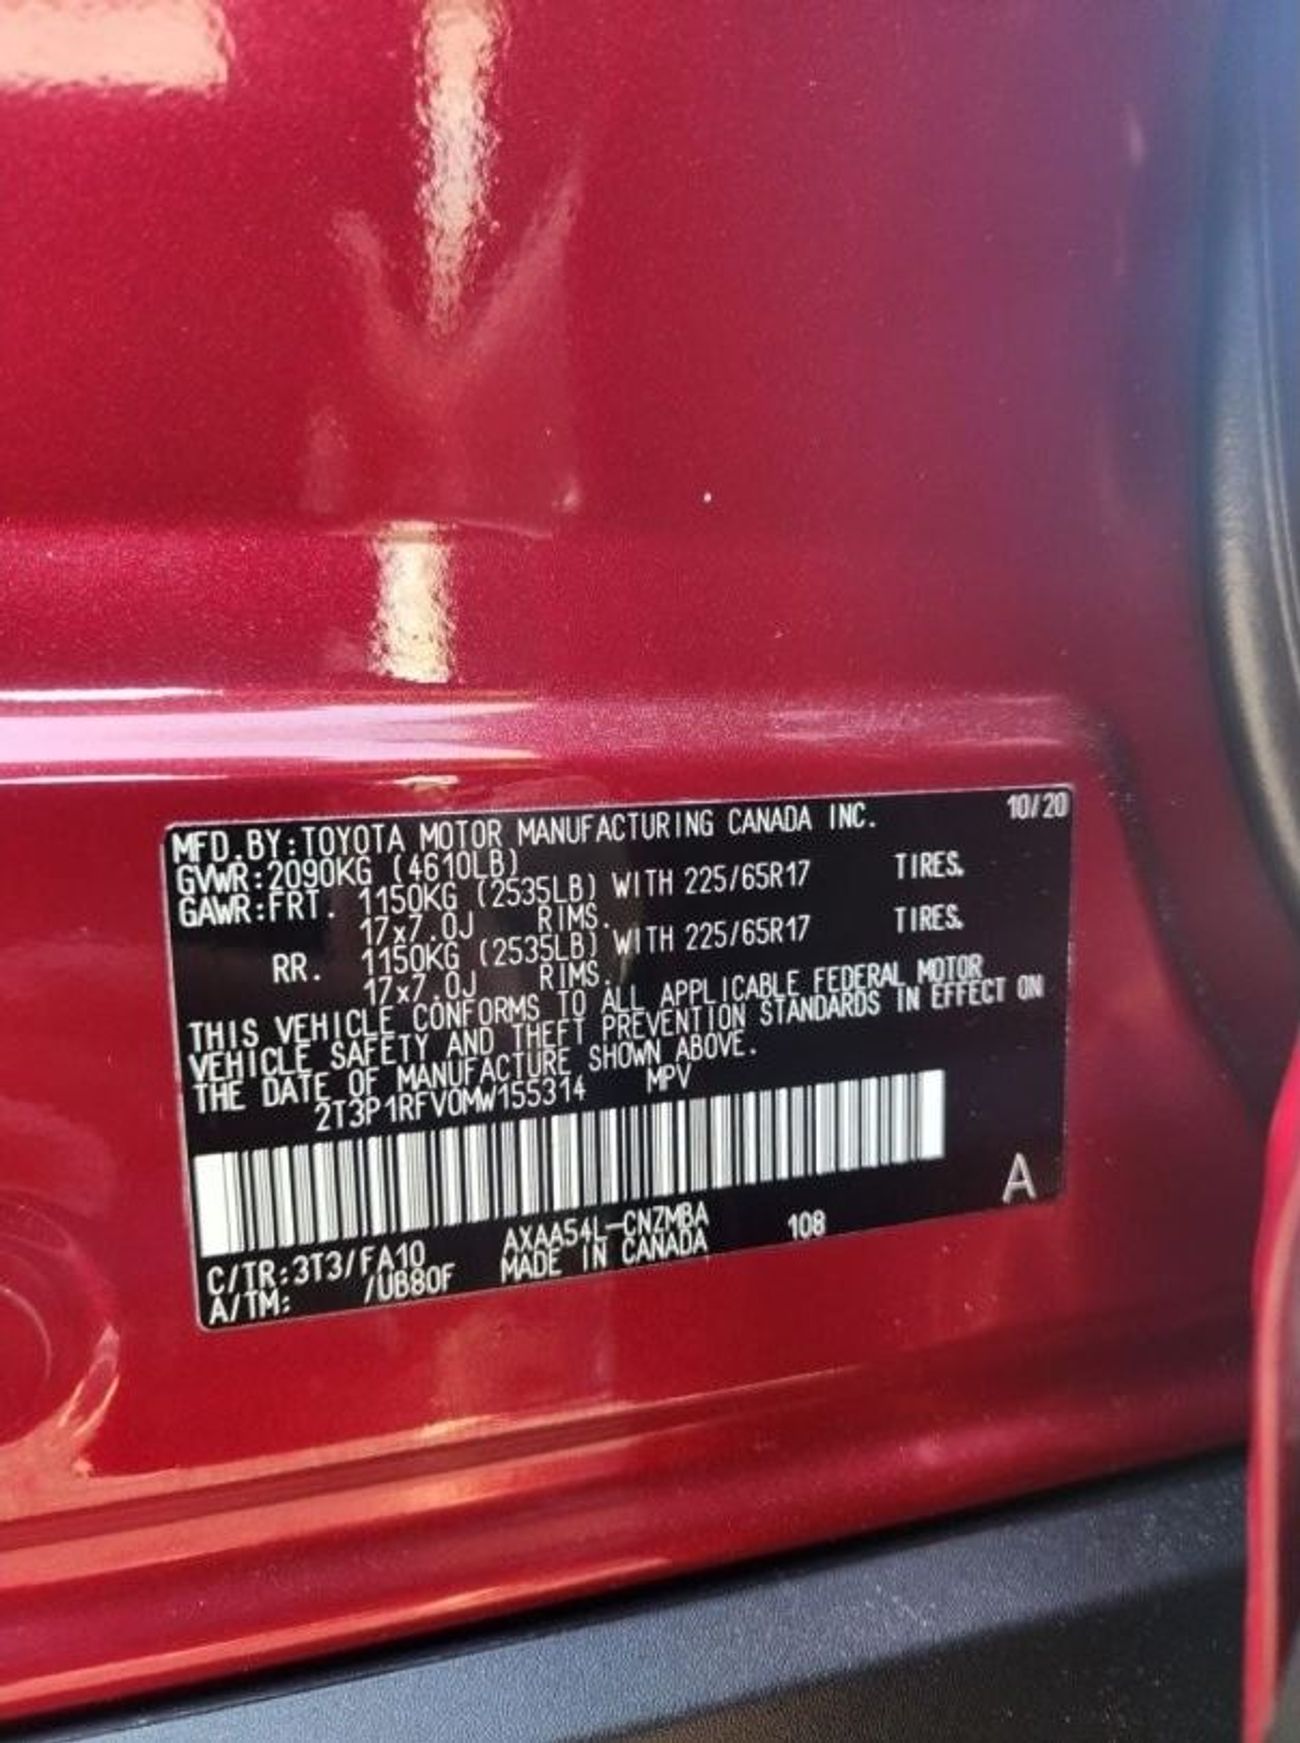 MFD.BY:TOYOTA MOTOR MANUFACTURING CANADA INC. 10/20
GVWR:2090KG (4610LB)
GAWR:FRT. 1150KG (2535LB) WITH 225/65R17 TIRES.
17x7.0J RIMS.
RR. 1150KG (2535LB) WITH 225/65R17 TIRES.
17x7.0J RIMS.
THIS VEHICLE CONFORMS TO ALL APPLICABLE FEDERAL MOTOR
VEHICLE SAFETY AND THEFT PREVENTION STANDARDS IN EFFECT ON
THE DATE OF MANUFACTURE SHOWN ABOVE.
2T3P1RFV0MW155314 MPV
A
C/TR:3T3/FA10 AXAA54L-CNZMBA 108
A/TM: /UB80F MADE IN CANADA